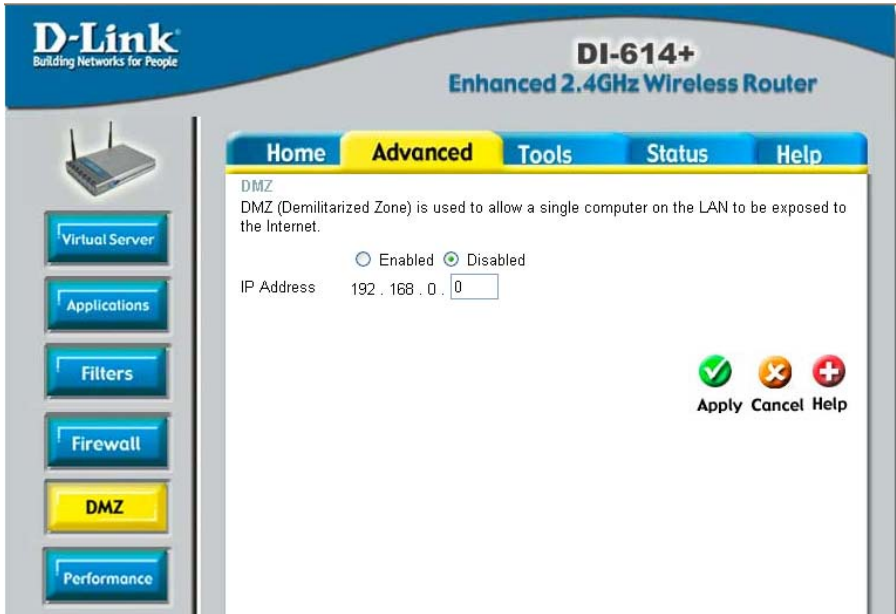 D-Link
Building Networks for People
DI-614+
Enhanced 2.4GHz Wireless Router
Home Advanced Tools Status Help
Virtual Server
Applications
Filters
Firewall
DMZ
Performance
DMZ
DMZ (Demilitarized Zone) is used to allow a single computer on the LAN to be exposed to
the Internet.
Enabled Disabled
IP Address 192 . 168 . 0 . 0
Apply Cancel Help